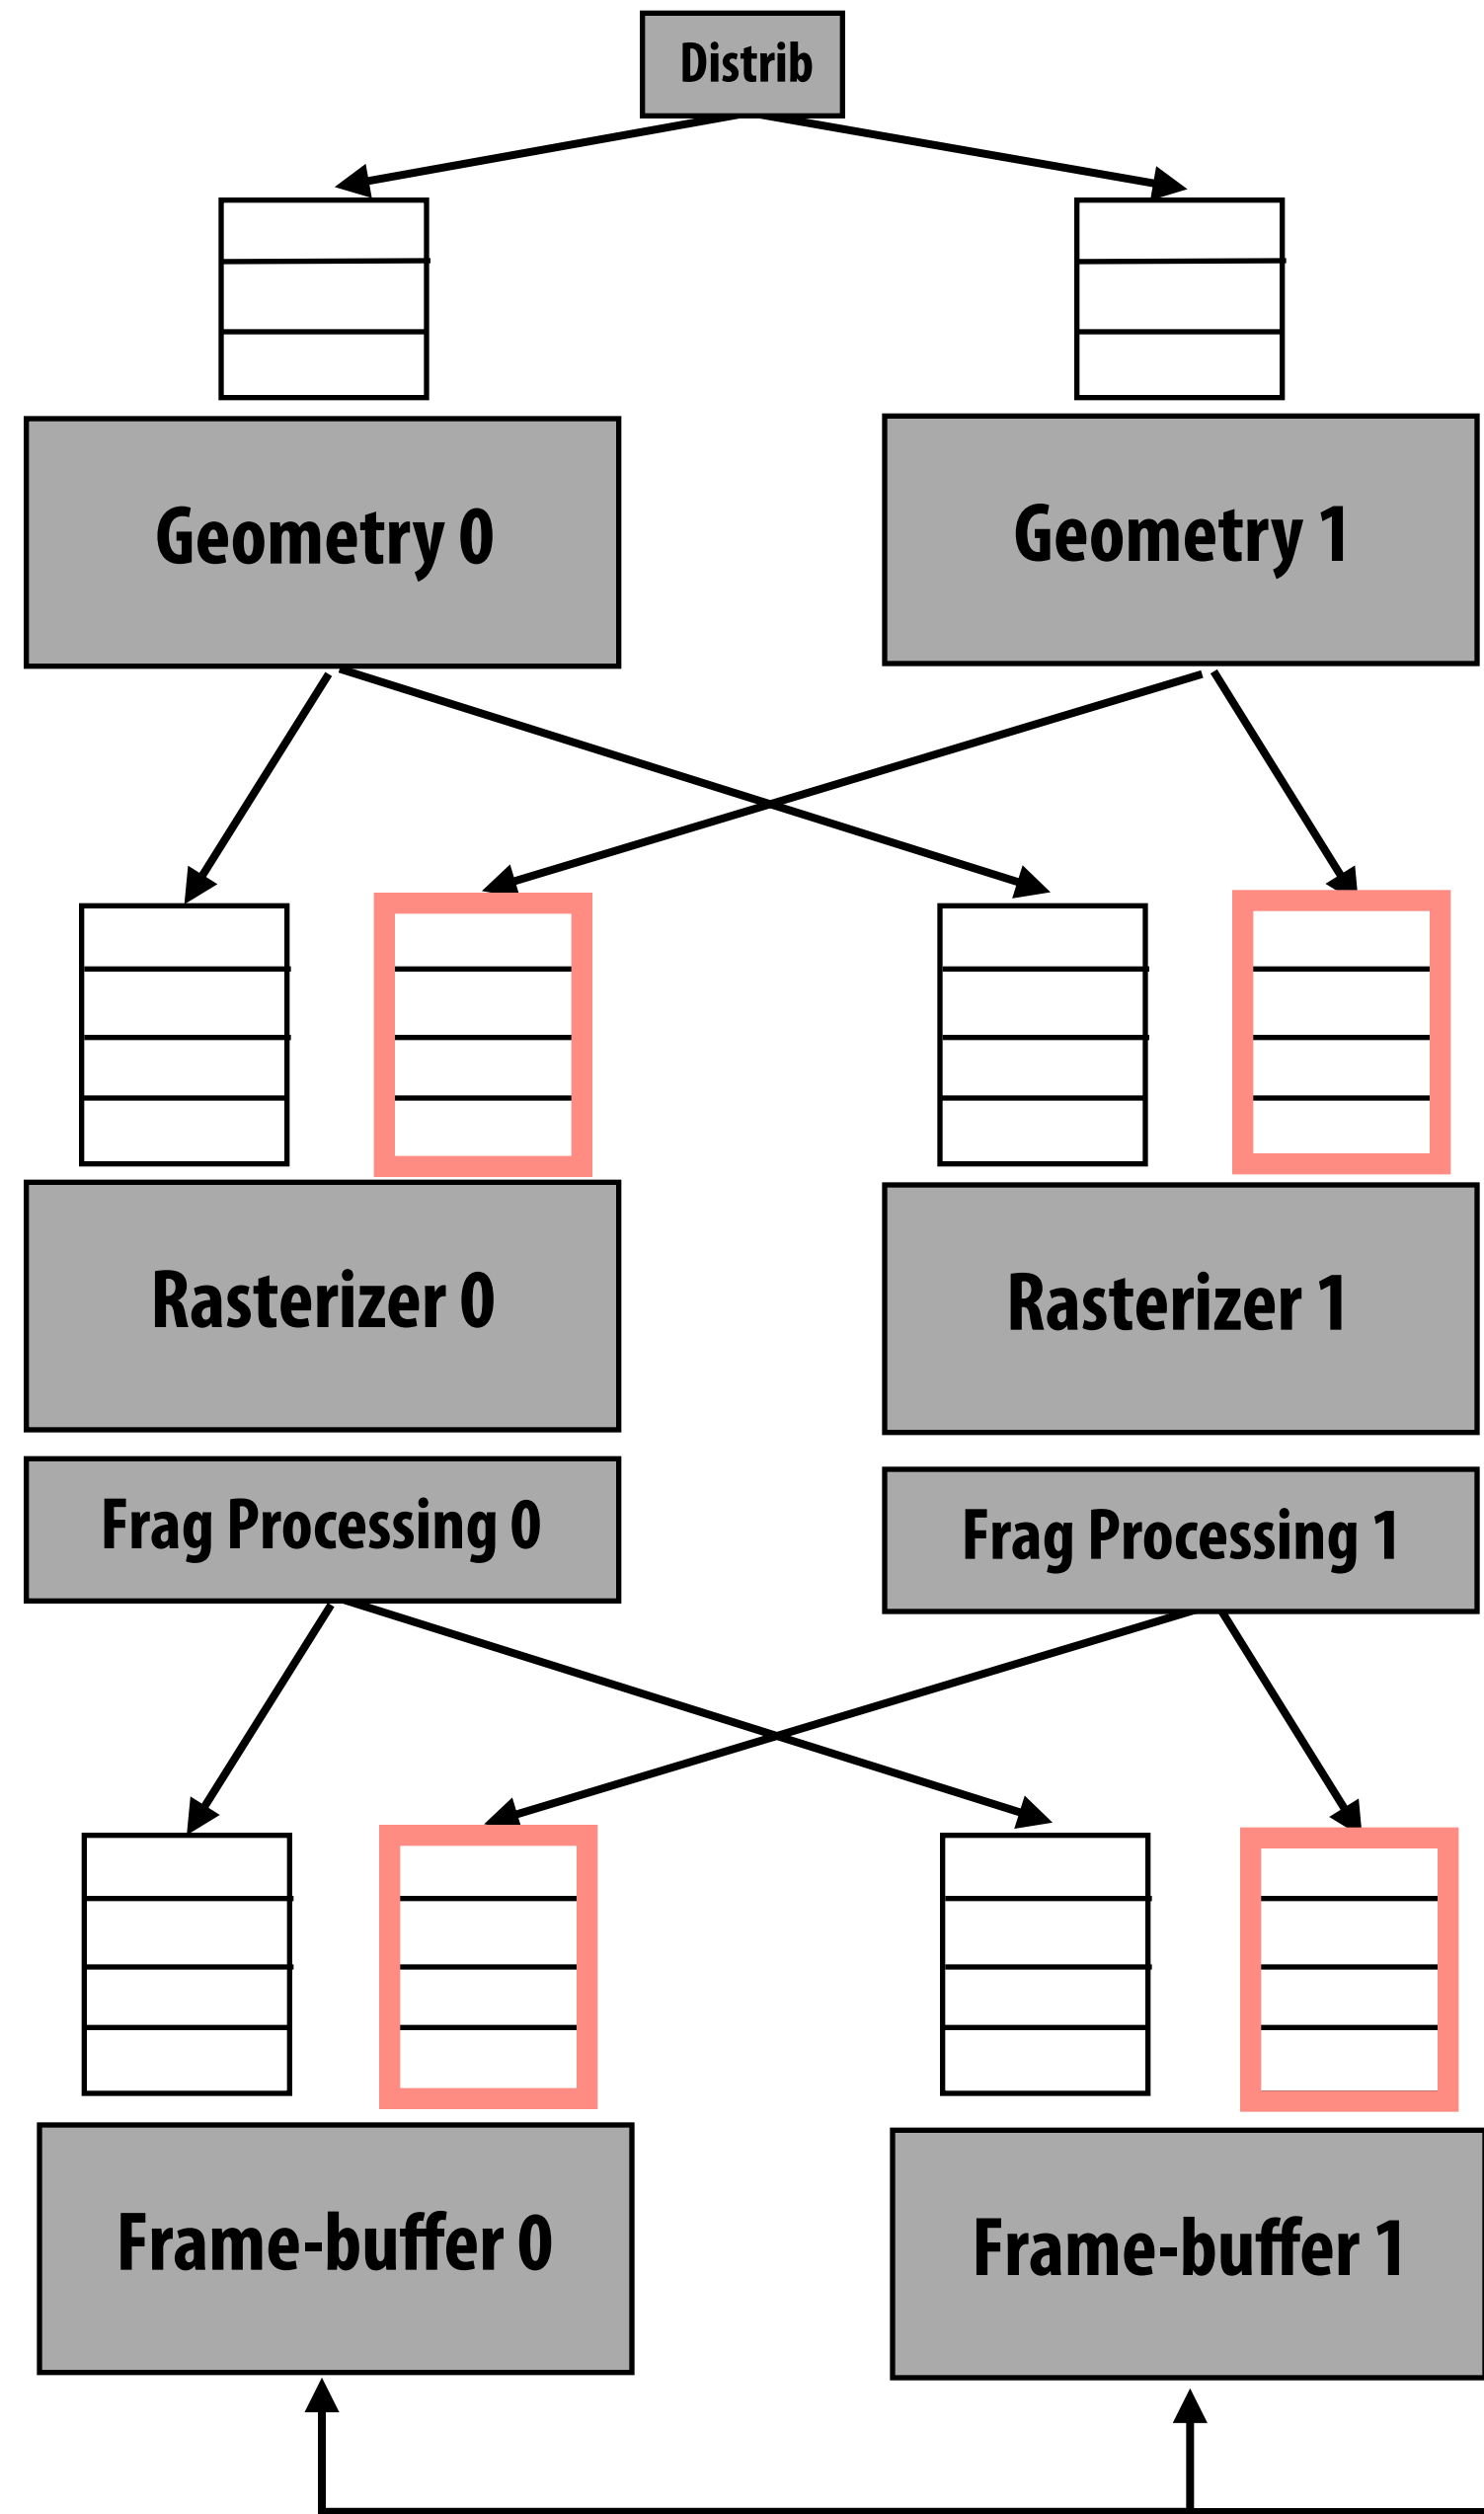 Distrib
Geometry 0
Geometry 1
Rasterizer 0
Rasterizer 1
Frag Processing 0
Frag Processing 1
Frame-buffer 0
Frame-buffer 1